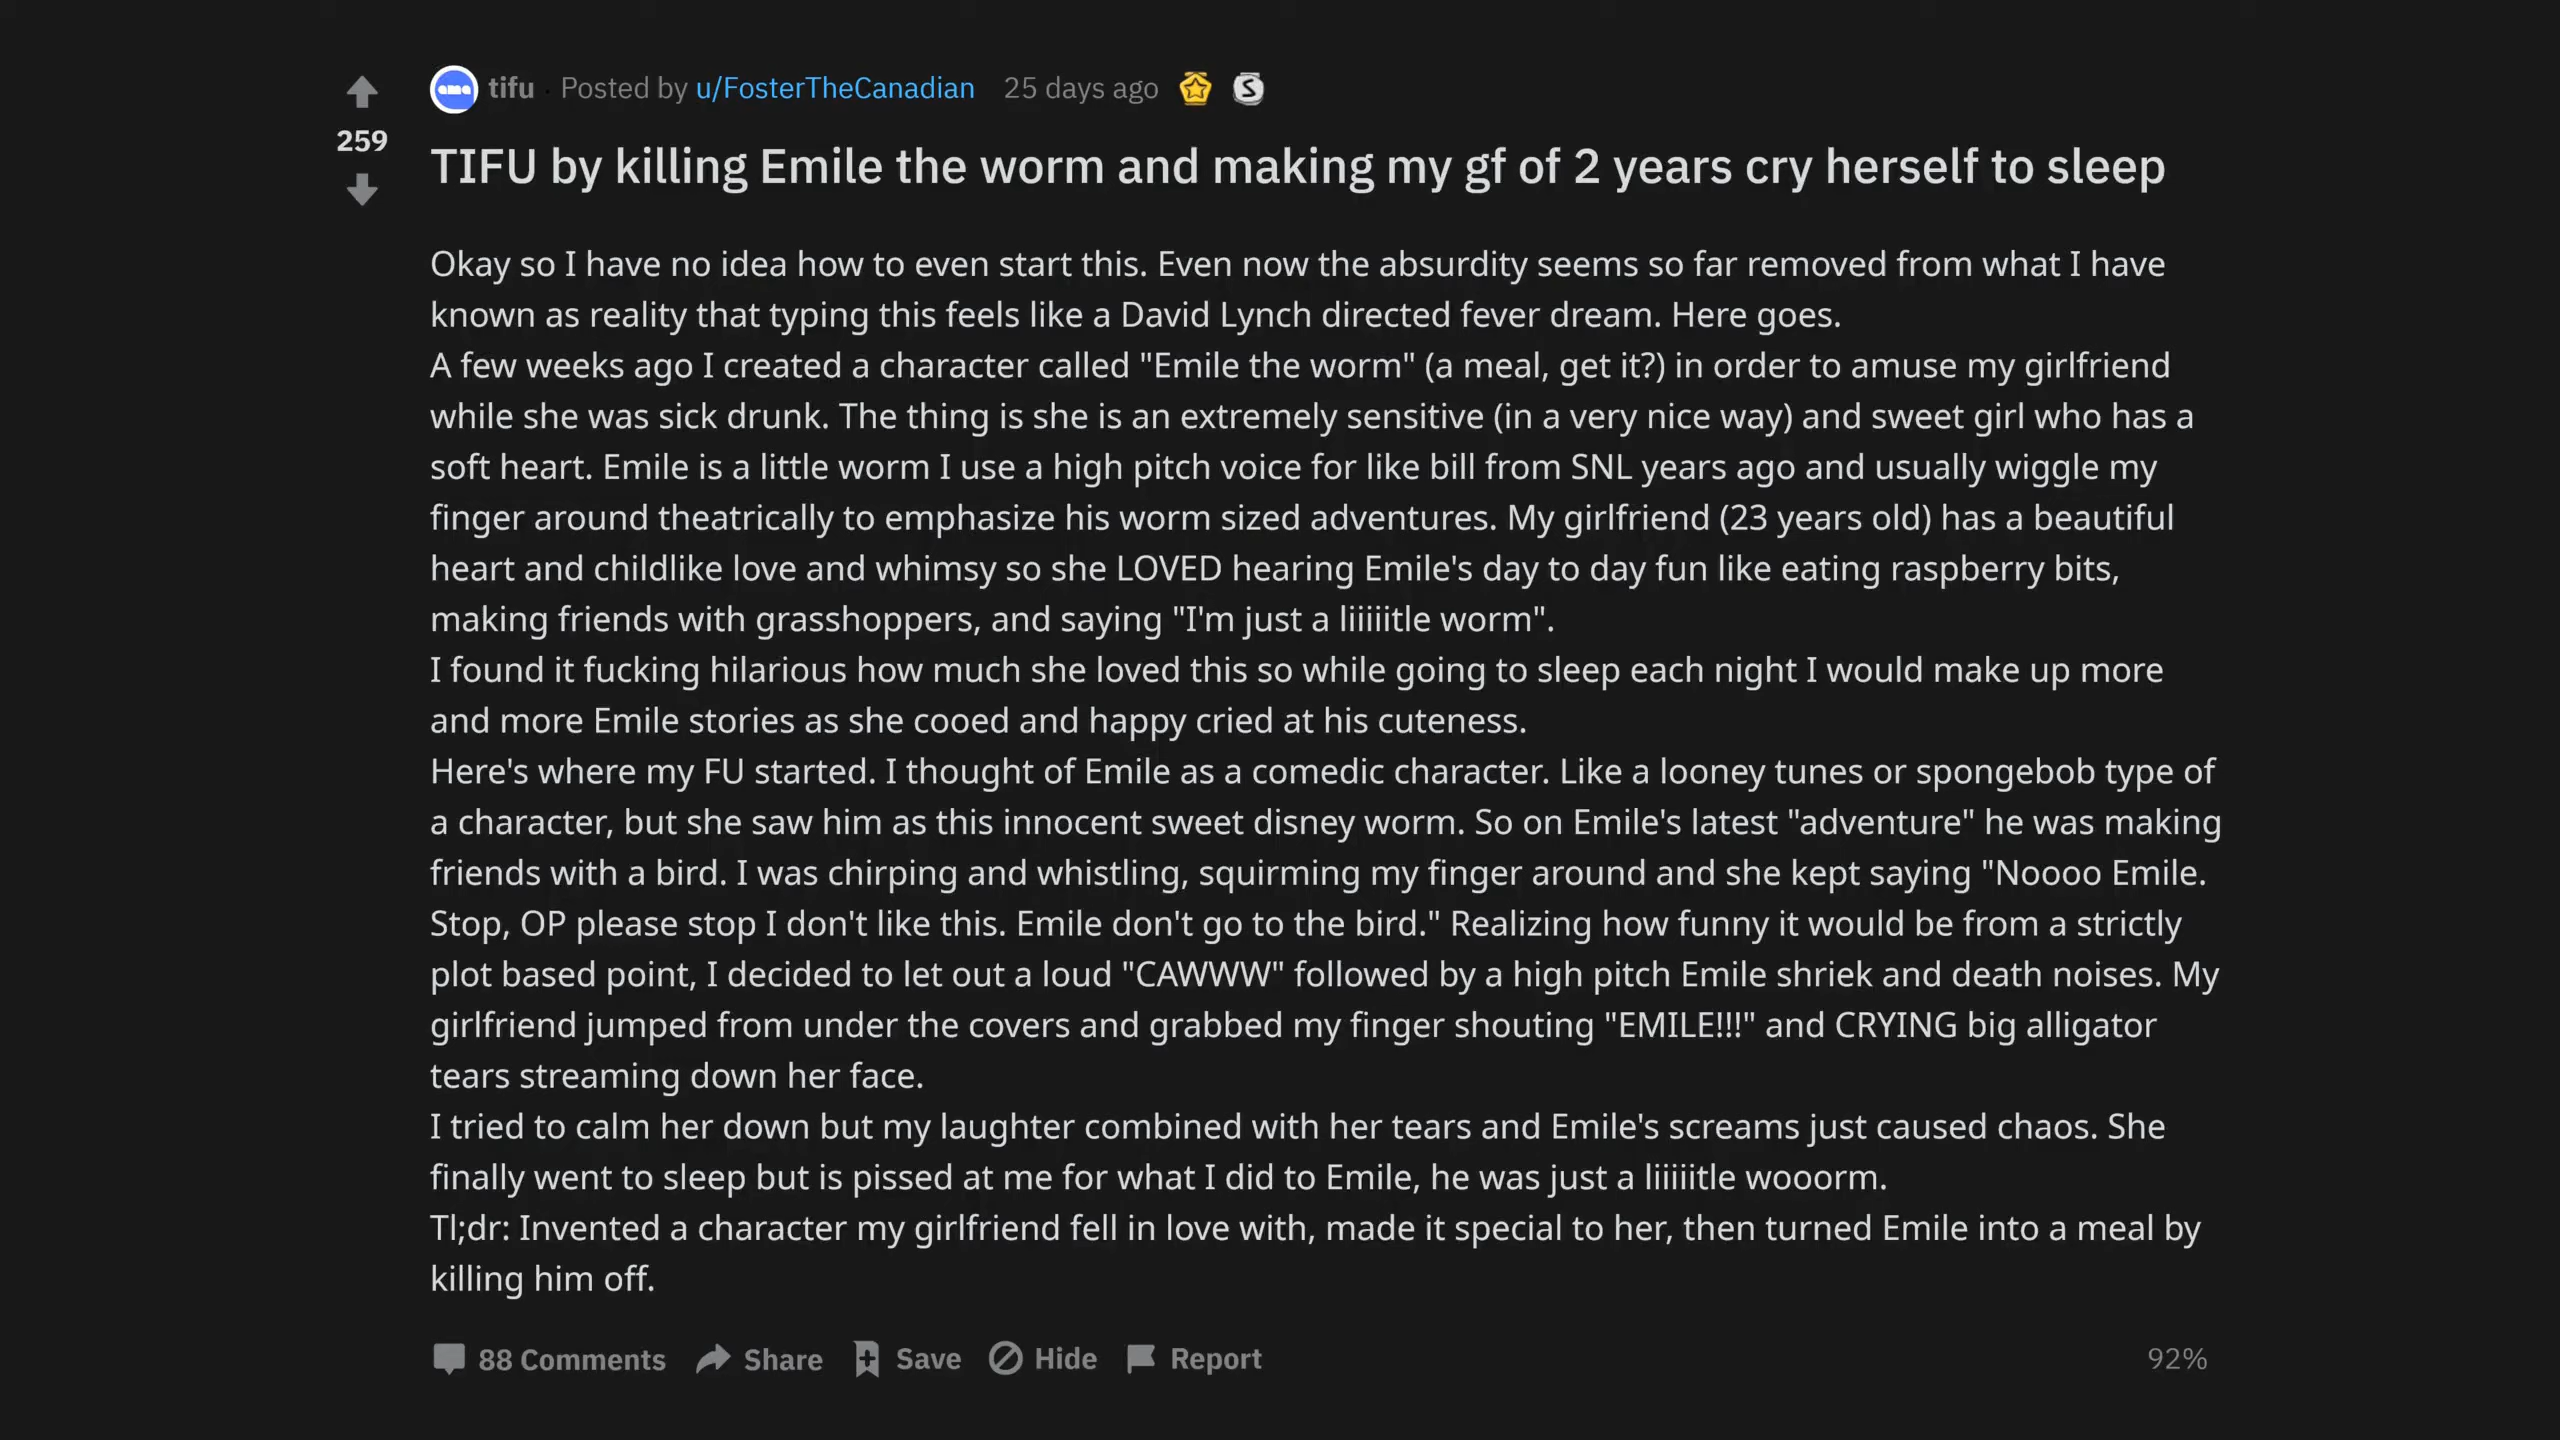 tifu · Posted by u/FosterTheCanadian 25 days ago
259
TIFU by killing Emile the worm and making my gf of 2 years cry herself to sleep
Okay so I have no idea how to even start this. Even now the absurdity seems so far removed from what I have
known as reality that typing this feels like a David Lynch directed fever dream. Here goes.
A few weeks ago I created a character called "Emile the worm" (a meal, get it?) in order to amuse my girlfriend
while she was sick drunk. The thing is she is an extremely sensitive (in a very nice way) and sweet girl who has a
soft heart. Emile is a little worm I use a high pitch voice for like bill from SNL years ago and usually wiggle my
finger around theatrically to emphasize his worm sized adventures. My girlfriend (23 years old) has a beautiful
heart and childlike love and whimsy so she LOVED hearing Emile's day to day fun like eating raspberry bits,
making friends with grasshoppers, and saying "I'm just a liiiiitle worm".
I found it fucking hilarious how much she loved this so while going to sleep each night I would make up more
and more Emile stories as she cooed and happy cried at his cuteness.
Here's where my FU started. I thought of Emile as a comedic character. Like a looney tunes or spongebob type of
a character, but she saw him as this innocent sweet disney worm. So on Emile's latest "adventure" he was making
friends with a bird. I was chirping and whistling, squirming my finger around and she kept saying "Noooo Emile.
Stop, OP please stop I don't like this. Emile don't go to the bird." Realizing how funny it would be from a strictly
plot based point, I decided to let out a loud "CAWWW" followed by a high pitch Emile shriek and death noises. My
girlfriend jumped from under the covers and grabbed my finger shouting "EMILE!!!" and CRYING big alligator
tears streaming down her face.
I tried to calm her down but my laughter combined with her tears and Emile's screams just caused chaos. She
finally went to sleep but is pissed at me for what I did to Emile, he was just a liiiiitle wooorm.
Tl;dr: Invented a character my girlfriend fell in love with, made it special to her, then turned Emile into a meal by
killing him off.
88 Comments Share Save Hide Report 92%